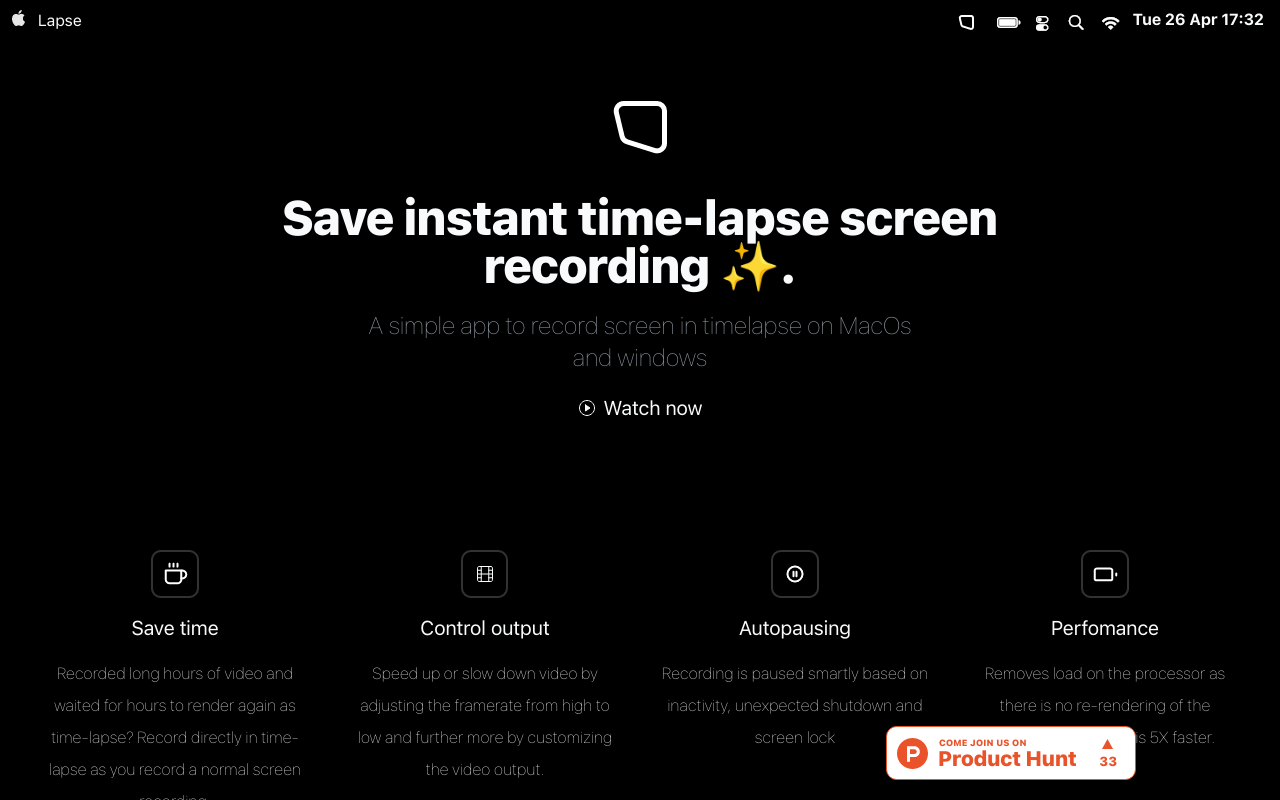 Lapse
Tue 26 Apr 17:32
Save instant time-lapse screen
recording ✨.
A simple app to record screen in timelapse on MacOs
and windows
Watch now
Save time
Recorded long hours of video and
waited for hours to render again as
time-lapse? Record directly in time-
lapse as you record a normal screen
recording
Control output
Speed up or slow down video by
adjusting the framerate from high to
low and further more by customizing
the video output.
Autopausing
Recording is paused smartly based on
inactivity, unexpected shutdown and
screen lock
Perfomance
Removes load on the processor as
there is no re-rendering of the
is 5X faster.
COME JOIN US ON
Product Hunt
33